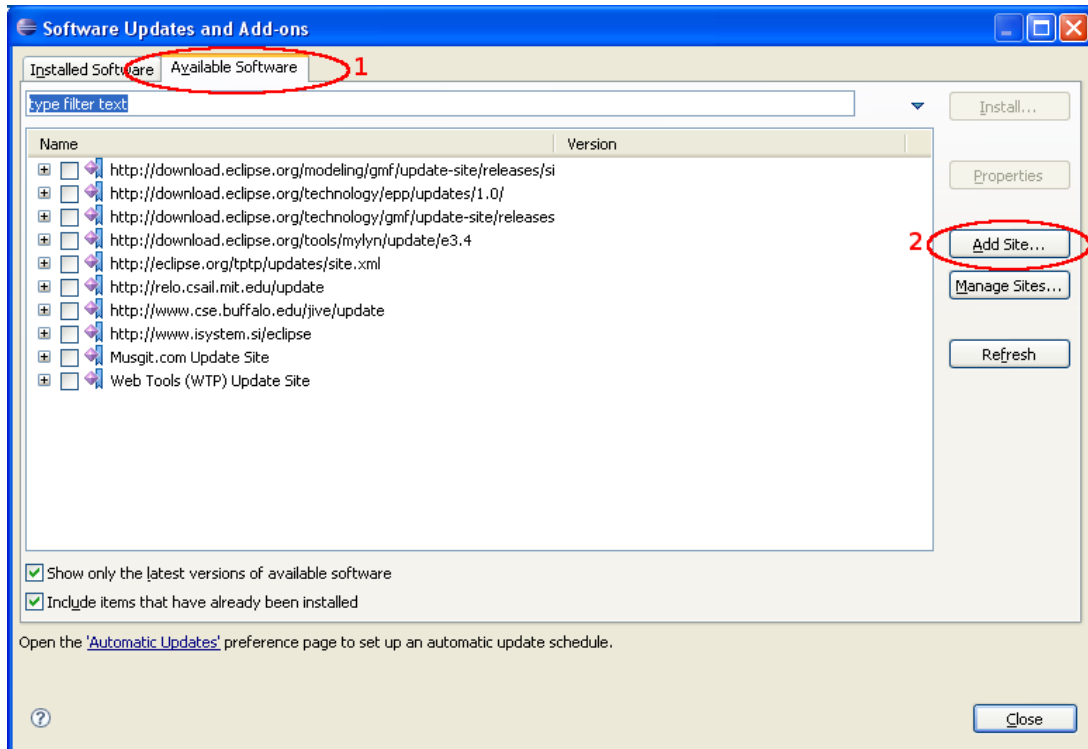 Software Updates and Add-ons
Installed Software
Available Software
1
type filter text
Install...
Name
Version
http://download.eclipse.org/modeling/gmf/update-site/releases/si
Properties
http://download.eclipse.org/technology/epp/updates/1.0/
http://download.eclipse.org/technology/gmf/update-site/releases
http://download.eclipse.org/tools/mylyn/update/e3.4
2
Add Site...
http://eclipse.org/tptp/updates/site.xml
http://relo.csail.mit.edu/update
Manage Sites...
http://www.cse.buffalo.edu/jive/update
http://www.isystem.si/eclipse
Musgit.com Update Site
Refresh
Web Tools (WTP) Update Site
Show only the latest versions of available software
Include items that have already been installed
Open the 'Automatic Updates' preference page to set up an automatic update schedule.
?
Close